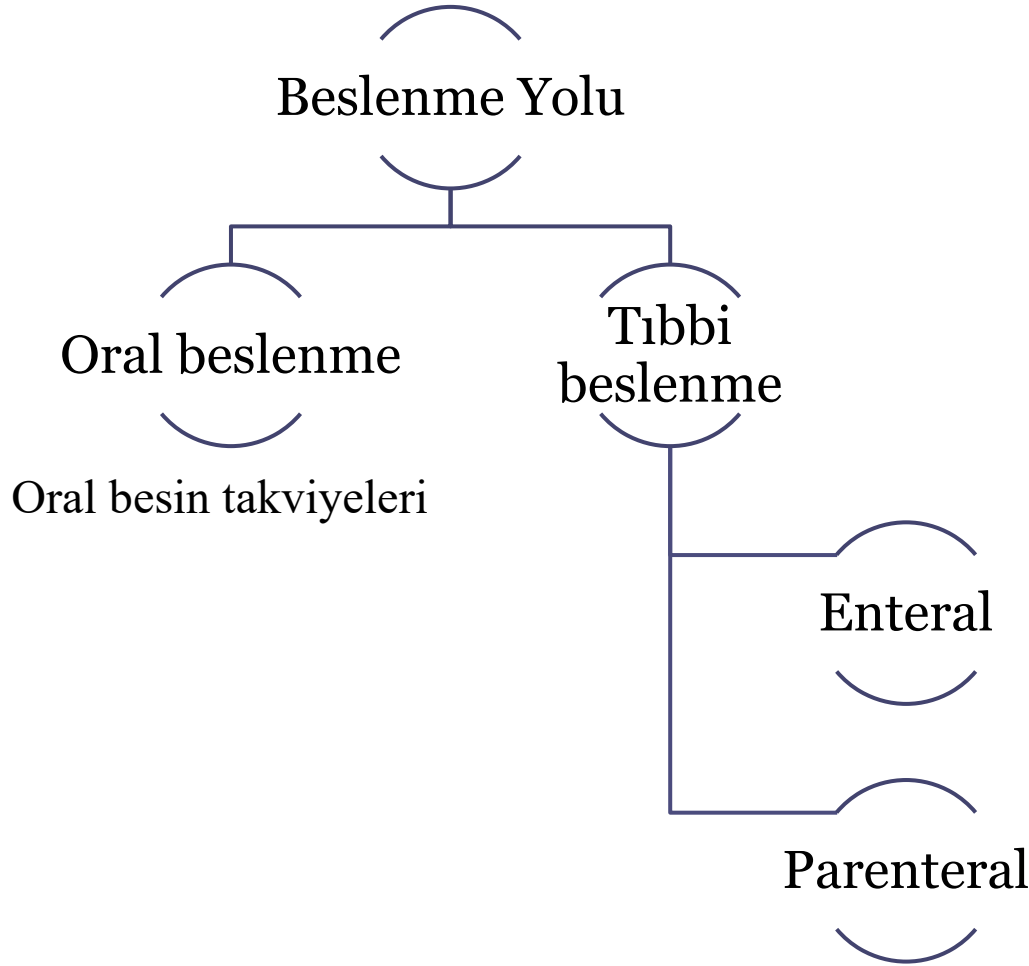 Beslenme Yolu
Oral beslenme
Tıbbi
beslenme
Oral besin takviyeleri
Enteral
Parenteral